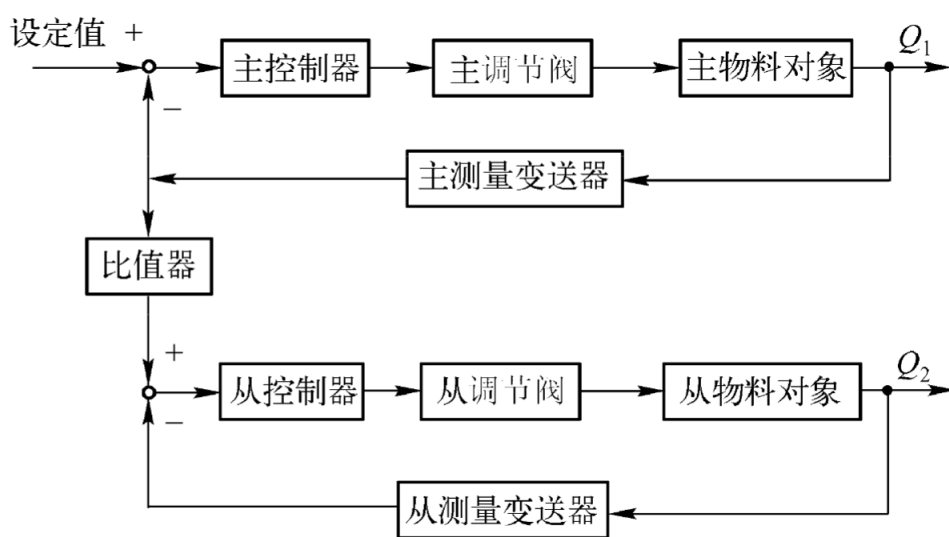 设定值 +
主控制器
主调节阀
主物料对象
Q1
−
主测量变送器
比值器
+
从控制器
从调节阀
从物料对象
Q2
−
从测量变送器